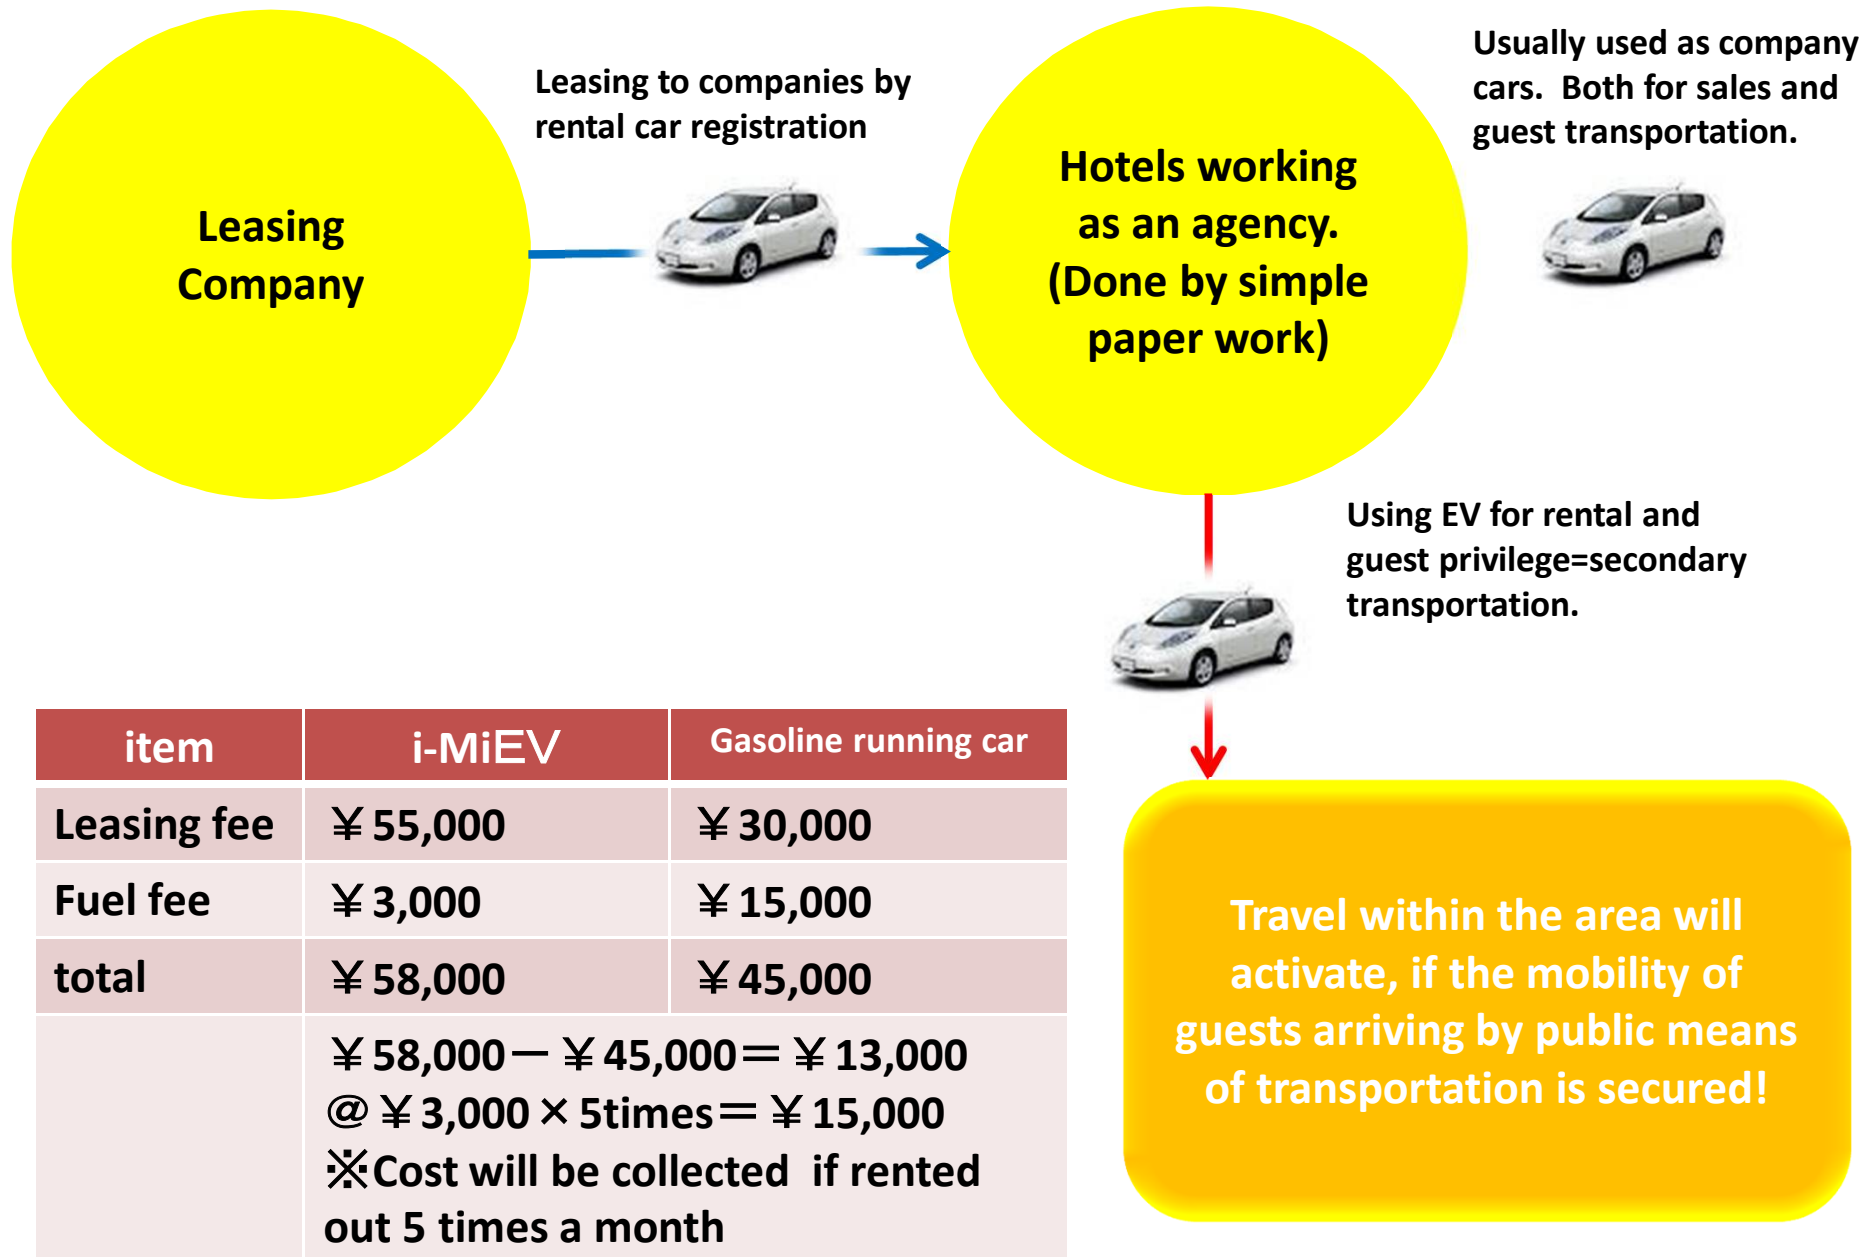 Leasing
Company
Leasing to companies by
rental car registration
Hotels working
as an agency.
(Done by simple
paper work)
Usually used as company
cars.  Both for sales and
guest transportation.
Using EV for rental and
guest privilege=secondary
transportation.
item i-MiEV Gasoline running car
Leasing fee ￥55,000 ￥30,000
Fuel fee ￥3,000 ￥15,000
total ￥58,000 ￥45,000
￥58,000－￥45,000＝￥13,000
＠￥3,000×5times＝￥15,000
※Cost will be collected  if rented
out 5 times a month
Travel within the area will
activate, if the mobility of
guests arriving by public means
of transportation is secured!